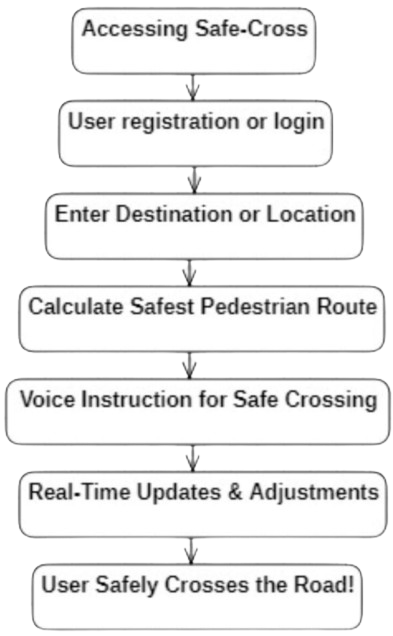 Accessing Safe-Cross
User registration or login
Enter Destination or Location
Calculate Safest Pedestrian Route
Voice Instruction for Safe Crossing
Real-Time Updates & Adjustments
User Safely Crosses the Road!